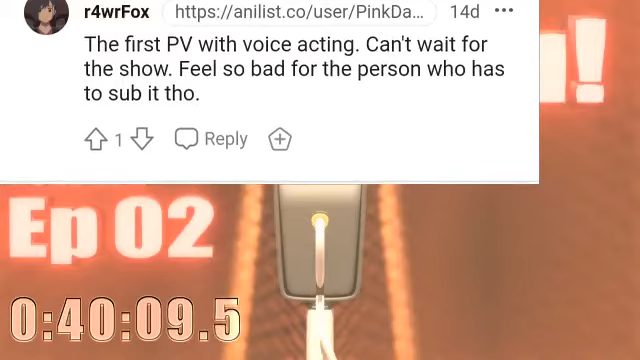 r4wrFox https://anilist.co/user/PinkDa... 14d •••
The first PV with voice acting. Can't wait for
the show. Feel so bad for the person who has
to sub it tho.
1 Reply
!
Ep 02
0:40:09.5